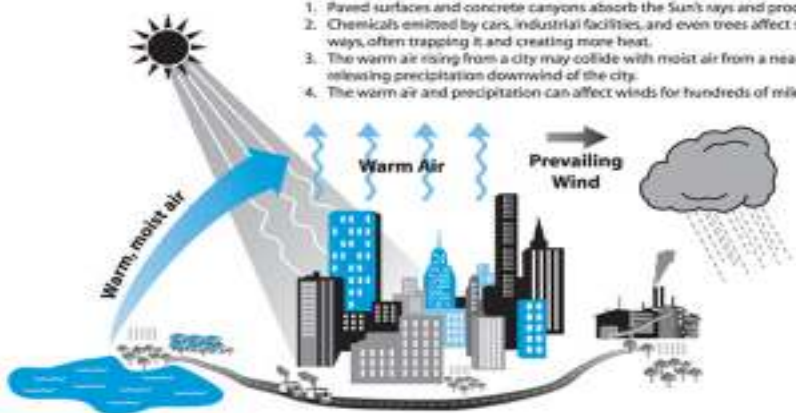 1. Paved surfaces and concrete canyons absorb the Sun's rays and prod
2. Chemicals emitted by cars, industrial facilities, and even trees affect
ways, often trapping it and creating more heat.
3. The warm air rising from a city may collide with moist air from a
releasing precipitation downwind of the city.
4. The warm air and precipitation can affect winds for hundreds of
Warm Air
Prevailing
Wind
Warm, moist air